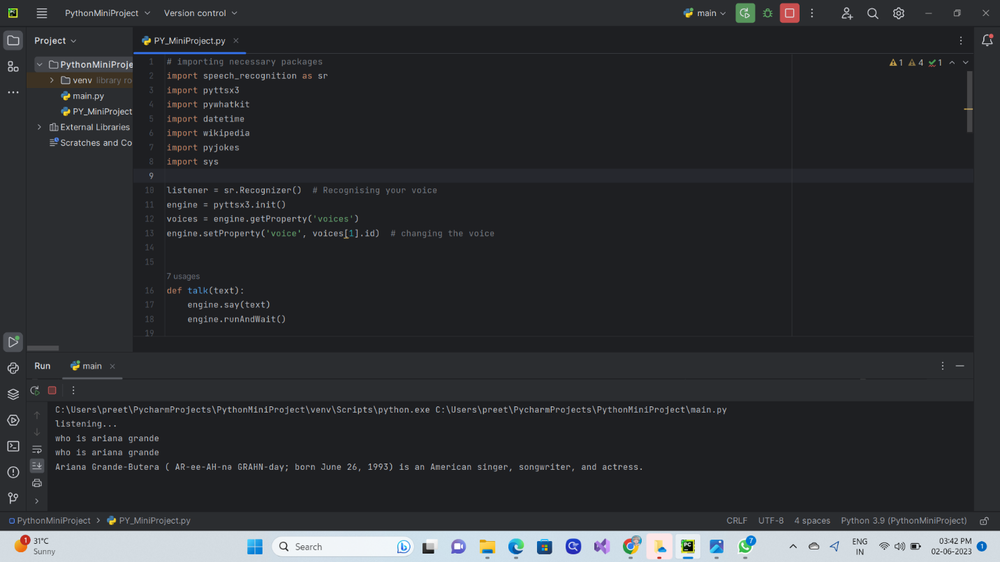 PC PythonMiniProject Version control main
Project PY_MiniProject.py
PythonMiniProje
venv library ro
main.py
PY_MiniProject
External Libraries
Scratches and Co
1 4 1
1 # importing necessary packages
2 import speech_recognition as sr
3 import pyttsx3
4 import pywhatkit
5 import datetime
6 import wikipedia
7 import pyjokes
8 import sys
9
10 listener = sr.Recognizer() # Recognising your voice
11 engine = pyttsx3.init()
12 voices = engine.getProperty('voices')
13 engine.setProperty('voice', voices[1].id) # changing the voice
14
15
7 usages
16 def talk(text):
17 engine.say(text)
18 engine.runAndWait()
19
Run main
C:\Users\preet\PycharmProjects\PythonMiniProject\venv\Scripts\python.exe C:\Users\preet\PycharmProjects\PythonMiniProject\main.py
listening...
who is ariana grande
who is ariana grande
Ariana Grande-Butera ( AR-ee-AH-nə GRAHN-day; born June 26, 1993) is an American singer, songwriter, and actress.
PythonMiniProject > PY_MiniProject.py CRLF UTF-8 4 spaces Python 3.9 (PythonMiniProject)
1 31°C
Sunny
Search
PC
7
ENG
IN
03:42 PM
02-06-2023
1